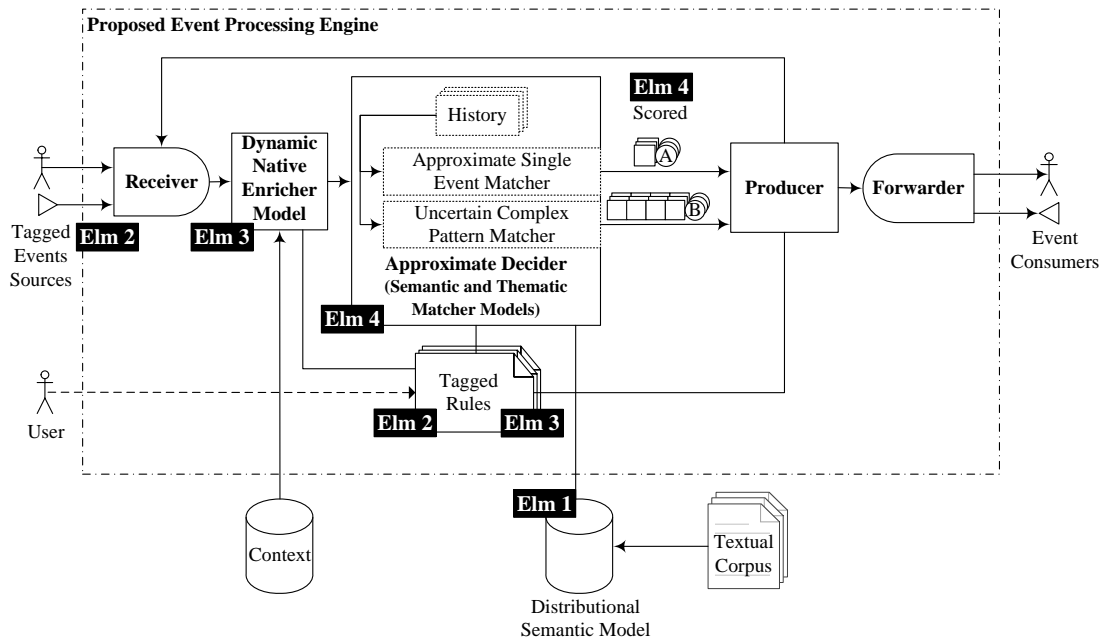 Proposed Event Processing Engine
Elm 4
Scored
History
A
Dynamic
Native
Enricher
Model
Approximate Single
Event Matcher
Receiver
Producer
Forwarder
B
Uncertain Complex
Pattern Matcher
Elm 2
Elm 3
Tagged
Events
Sources
Event
Consumers
Approximate Decider
(Semantic and Thematic
Matcher Models)
Elm 4
Tagged
Rules
Elm 2
Elm 3
User
Elm 1
Context
Textual
Corpus
Distributional
Semantic Model